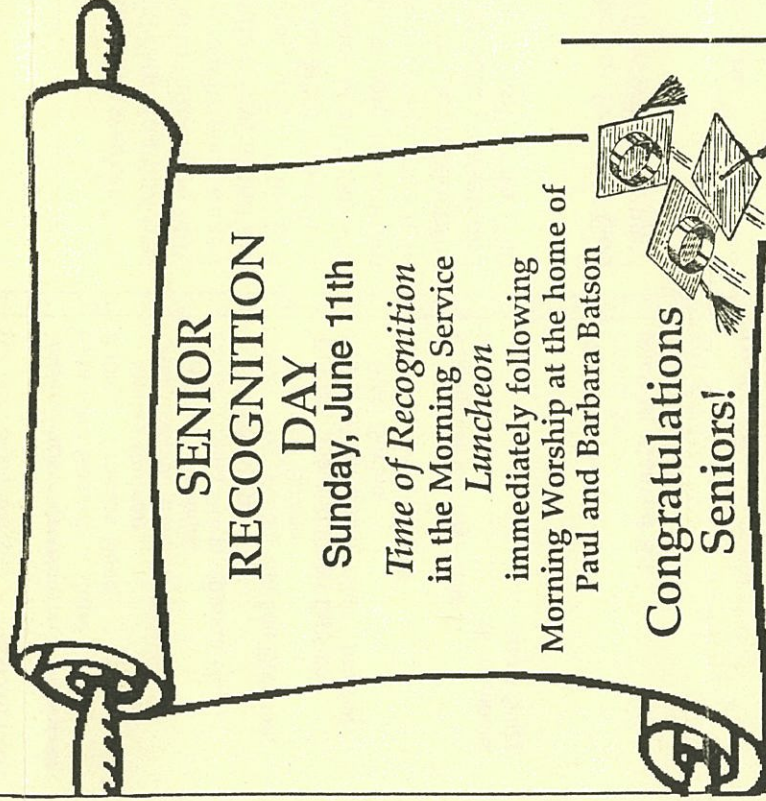 SENIOR
RECOGNITION
DAY
Sunday, June 11th
Time of Recognition
in the Morning Service
Luncheon
immediately following
Morning Worship at the home of
Paul and Barbara Batson
Congratulations
Seniors!